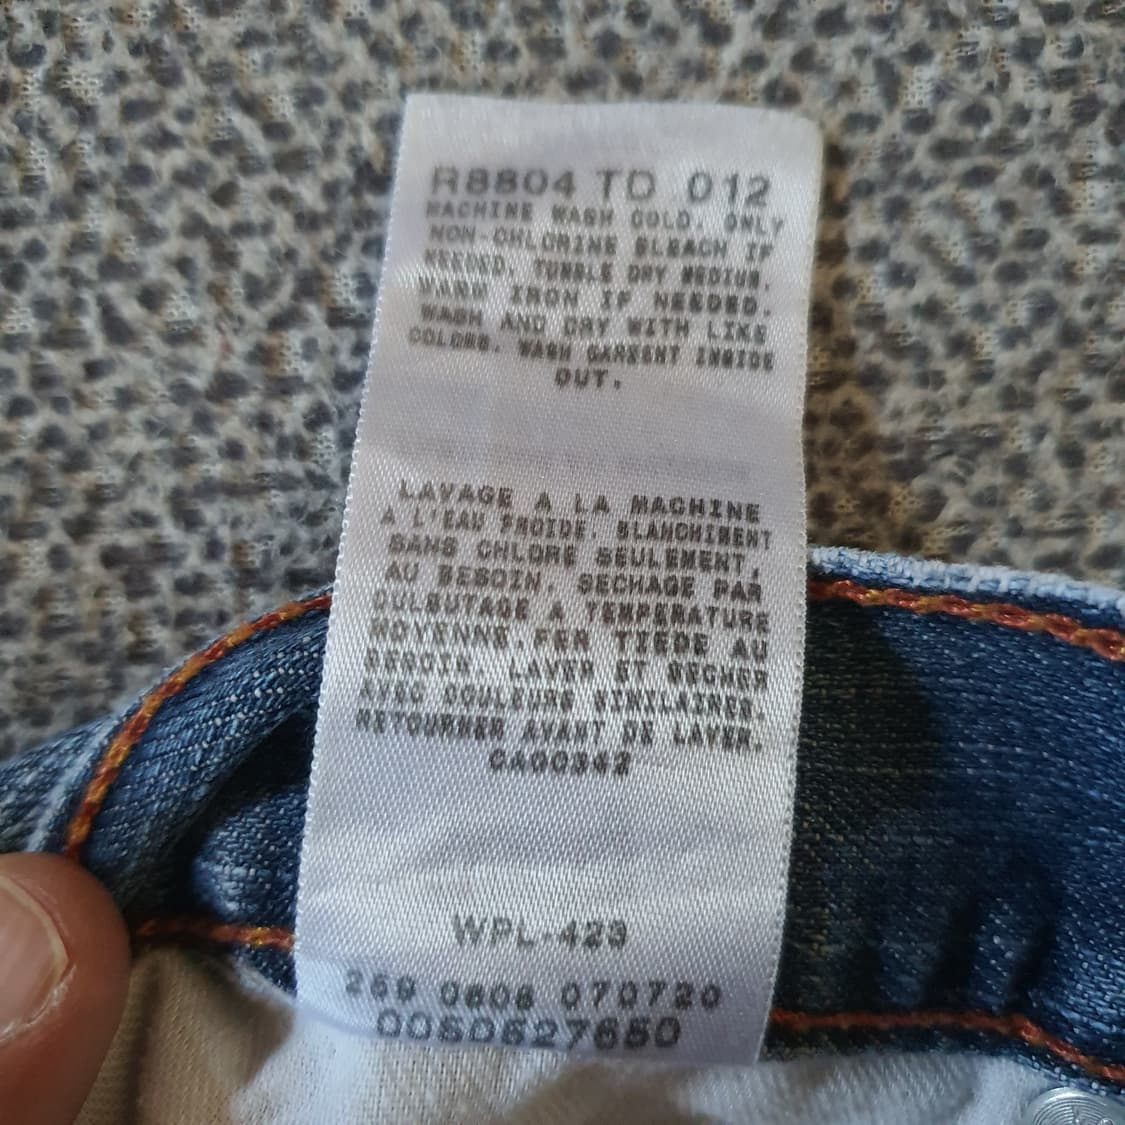 R8804 TD 012
MACHINE WASH COLD. ONLY
NON-CHLORINE BLEACH IF
NEEDED. TUMBLE DRY MEDIUM.
WARM IRON IF NEEDED.
WASH AND DRY WITH LIKE
COLORS. WASH GARMENT INSIDE
OUT.
LAVAGE A LA MACHINE
A L'EAU FROIDE. BLANCHIMENT
SANS CHLORE SEULEMENT,
AU BESOIN. SECHAGE PAR
CULBUTAGE A TEMPERATURE
MOYENNE.FER TIEDE AU
BESOIN. LAVER ET SECHER
AVEC COULEURS SIMILAIRES.
RETOURNER AVANT DE LAVER.
CA00342
WPL-423
070720